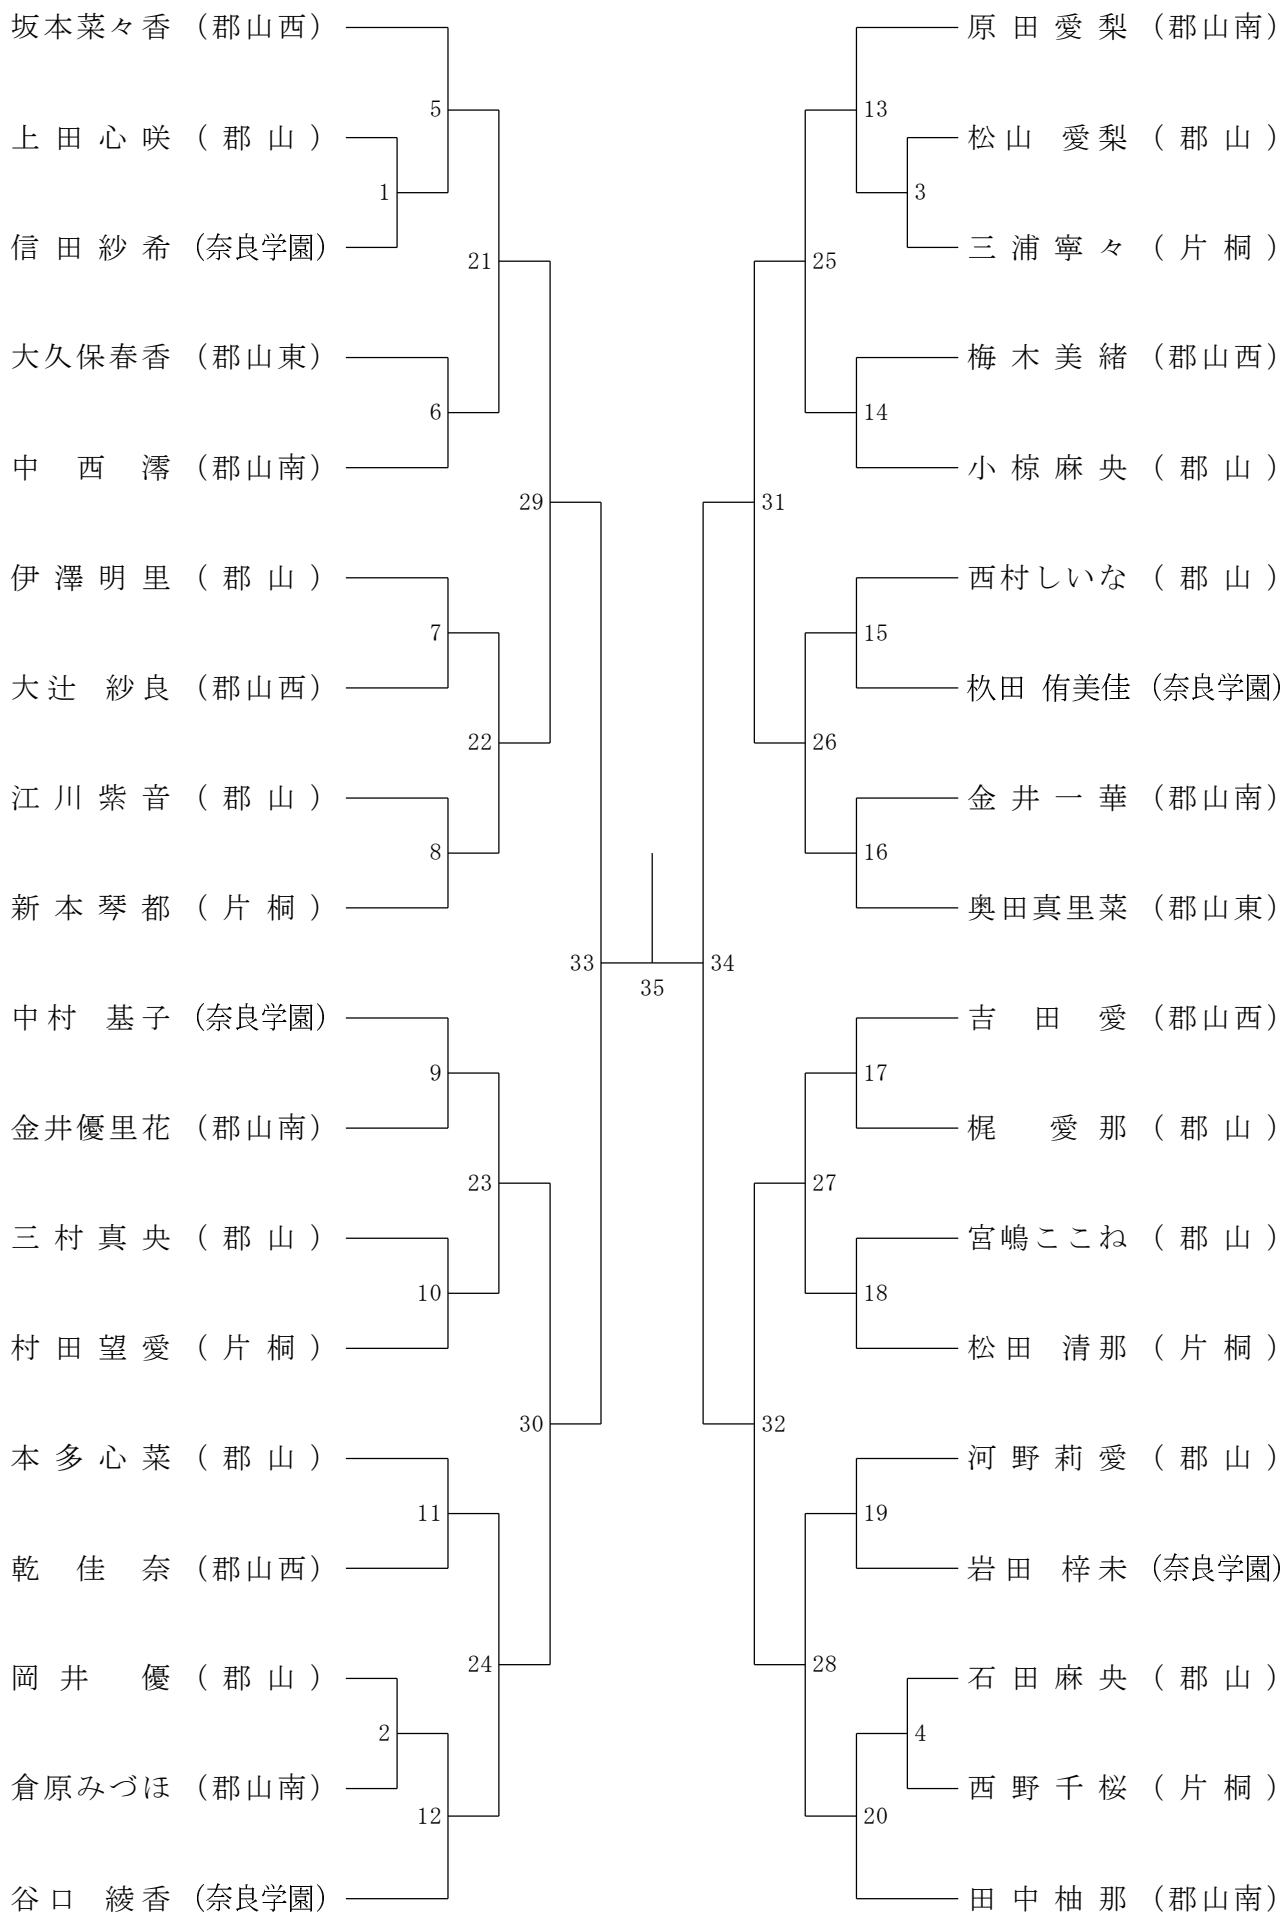 坂本菜々香 (郡山西)
5
上田心咲 (郡山)
1
信田紗希 (奈良学園)
21
大久保春香 (郡山東)
6
中西澪 (郡山南)
29
伊澤明里 (郡山)
7
大辻 紗良 (郡山西)
22
江川紫音 (郡山)
8
新本琴都 (片桐)
33
中村 基子 (奈良学園)
9
金井優里花 (郡山南)
23
三村真央 (郡山)
10
村田望愛 (片桐)
30
本多心菜 (郡山)
11
乾佳奈 (郡山西)
24
岡井 優 (郡山)
2
倉原みづほ (郡山南)
12
谷口 綾香 (奈良学園)
35
原田愛梨 (郡山南)
13
松山 愛梨 (郡山)
3
三浦寧々 (片桐)
25
梅木美緒 (郡山西)
14
小椋麻央 (郡山)
31
西村しいな (郡山)
15
杦田 侑美佳 (奈良学園)
26
金井一華 (郡山南)
16
奥田真里菜 (郡山東)
34
吉田愛 (郡山西)
17
梶 愛那 (郡山)
27
宮嶋ここね (郡山)
18
松田 清那 (片桐)
32
河野莉愛 (郡山)
19
岩田 梓未 (奈良学園)
28
石田麻央 (郡山)
4
西野千桜 (片桐)
20
田中柚那 (郡山南)